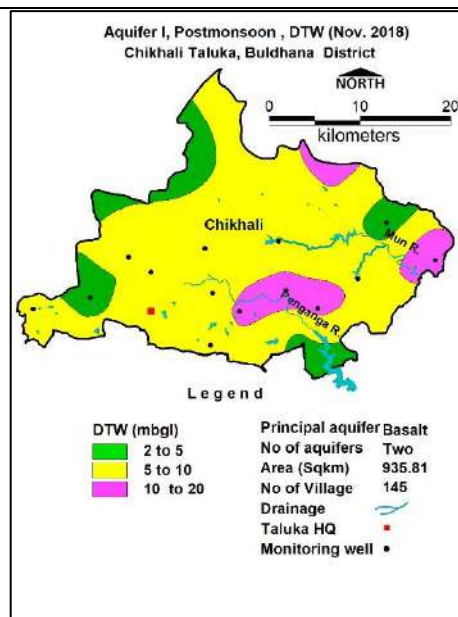 Aquifer I, Postmonsoon , DTW (Nov. 2018)
Chikhali Taluka, Buldhana District
NORTH
0 10 20
kilometers
Chikhali
Mun R.
Penganga R.
Legend
DTW (mbgl)
2 to 5
5 to 10
10 to 20
Principal aquifer Basalt
No of aquifers Two
Area (Sqkm) 935.81
No of Village 145
Drainage
Taluka HQ
Monitoring well